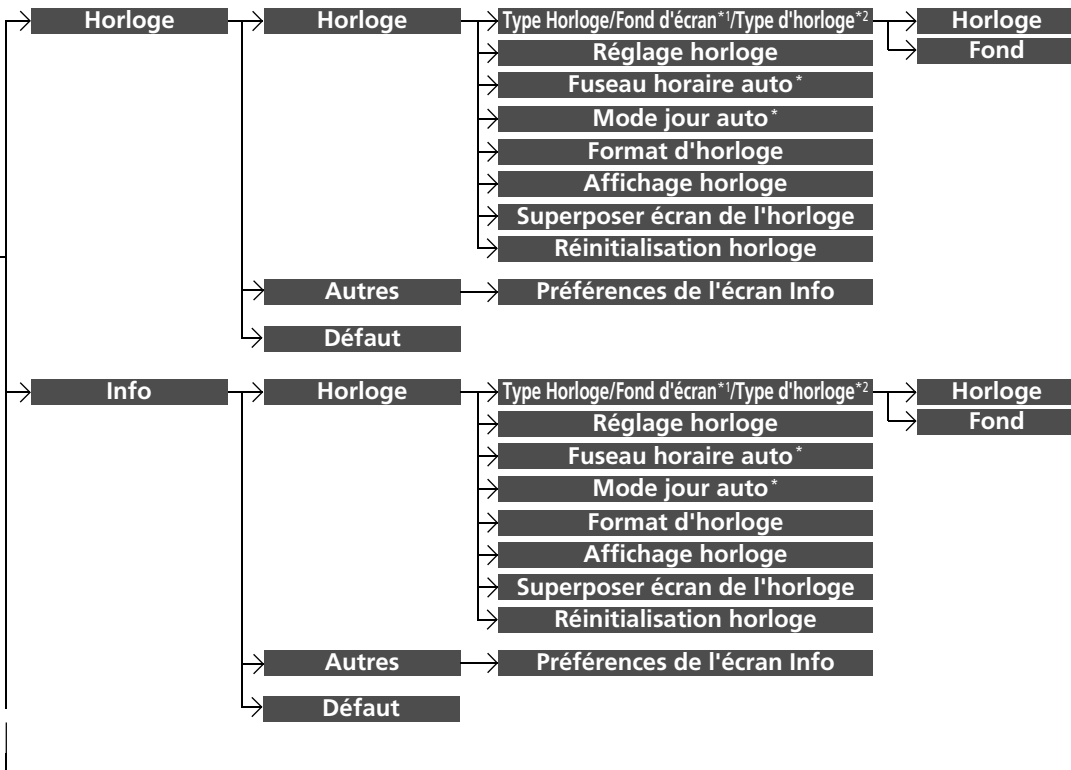 Horloge Horloge Type Horloge/Fond d'écran*1/Type d'horloge*2 Horloge
Réglage horloge Fond
Fuseau horaire auto*
Mode jour auto*
Format d'horloge
Affichage horloge
Superposer écran de l'horloge
Réinitialisation horloge
Autres Préférences de l'écran Info
Défaut
Info Horloge Type Horloge/Fond d'écran*1/Type d'horloge*2 Horloge
Réglage horloge Fond
Fuseau horaire auto*
Mode jour auto*
Format d'horloge
Affichage horloge
Superposer écran de l'horloge
Réinitialisation horloge
Autres Préférences de l'écran Info
Défaut